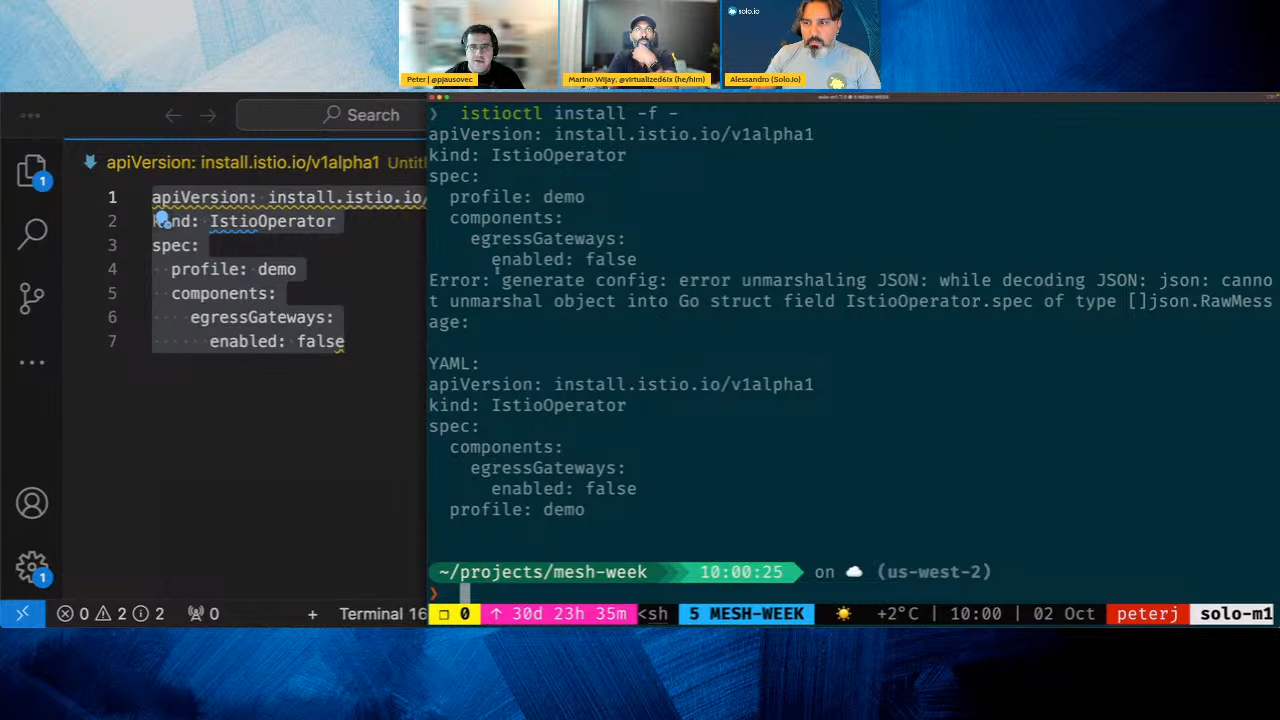 solo.io
Peter | @pjausovec
Marino Wijay, @virtualized6ix (he/him)
Alessandro (Solo.io)
Search
apiVersion: install.istio.io/v1alpha1 Untit
1 apiVersion: install.istio.io/
2 kind: IstioOperator
3 spec:
4 profile: demo
5 components:
6 egressGateways:
7 enabled: false
1
1
0 2 2 0 + Terminal 16
❯ istioctl install -f -
apiVersion: install.istio.io/v1alpha1
kind: IstioOperator
spec:
profile: demo
components:
egressGateways:
enabled: false
Error: generate config: error unmarshaling JSON: while decoding JSON: json: canno
t unmarshal object into Go struct field IstioOperator.spec of type []json.RawMess
age:
YAML:
apiVersion: install.istio.io/v1alpha1
kind: IstioOperator
spec:
components:
egressGateways:
enabled: false
profile: demo
~/projects/mesh-week 10:00:25 on (us-west-2)
❯
0 ↑ 30d 23h 35m <sh 5 MESH-WEEK +2°C | 10:00 | 02 Oct peterj solo-m1